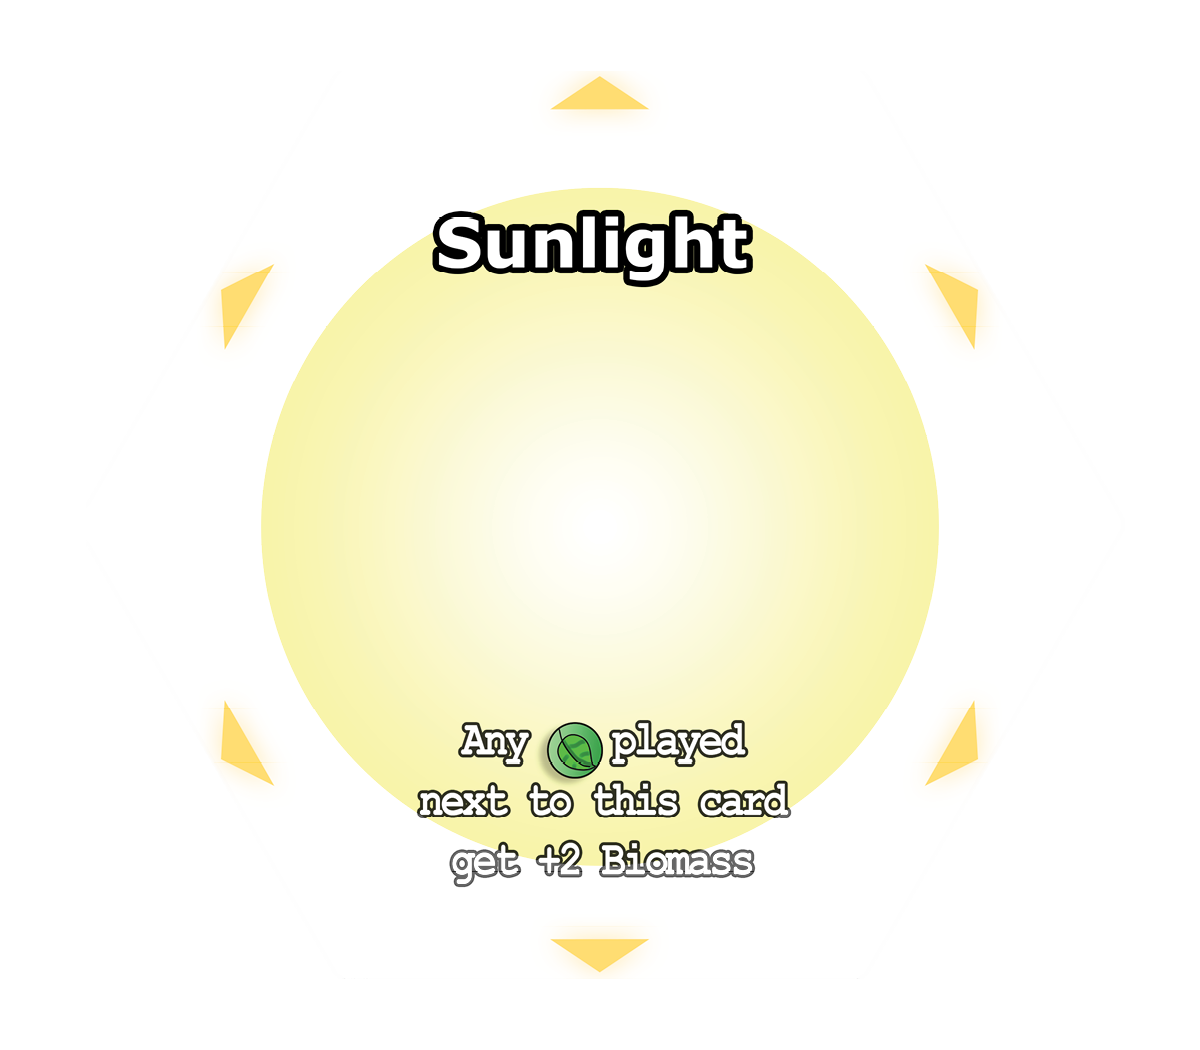 Sunlight
Any played
next to this card
get +2 Biomass